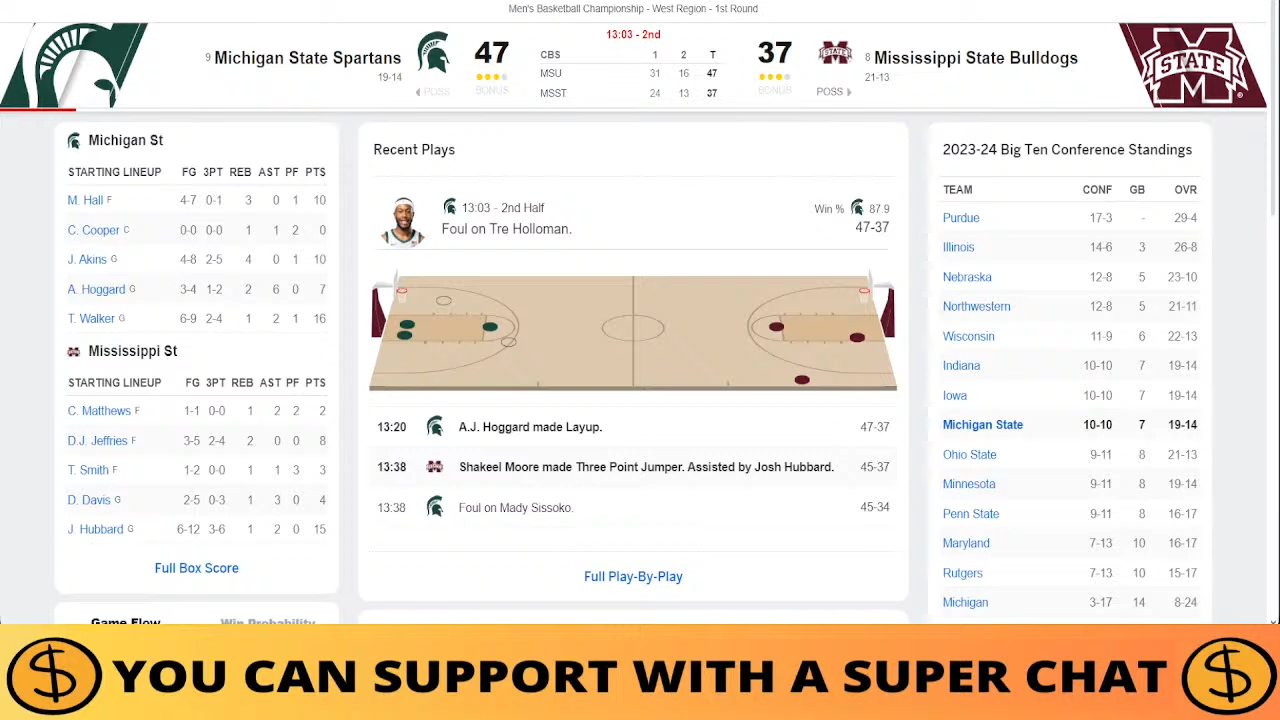 Men's Basketball Championship - West Region - 1st Round
9 Michigan State Spartans
19-14
47
POSS
BONUS
13:03 - 2nd
CBS 1 2 T
MSU 31 16 47
MSST 24 13 37
37
BONUS
STATE
8 Mississippi State Bulldogs
21-13
POSS
STATE
Michigan St
STARTING LINEUP FG 3PT REB AST PF PTS
M. Hall F 4-7 0-1 3 0 1 10
C. Cooper C 0-0 0-0 1 1 2 0
J. Akins G 4-8 2-5 4 0 1 10
A. Hoggard G 3-4 1-2 2 6 0 7
T. Walker G 6-9 2-4 1 2 1 16
Mississippi St
STARTING LINEUP FG 3PT REB AST PF PTS
C. Matthews F 1-1 0-0 1 2 2 2
D.J. Jeffries F 3-5 2-4 2 0 0 8
T. Smith F 1-2 0-0 1 1 3 3
D. Davis G 2-5 0-3 1 3 0 4
J. Hubbard G 6-12 3-6 1 2 0 15
Full Box Score
Game Flow Win Probability
Recent Plays
13:03 - 2nd Half
Foul on Tre Holloman.
Win % 87.9
47-37
13:20 A.J. Hoggard made Layup. 47-37
13:38 Shakeel Moore made Three Point Jumper. Assisted by Josh Hubbard. 45-37
13:38 Foul on Mady Sissoko. 45-34
Full Play-By-Play
2023-24 Big Ten Conference Standings
TEAM CONF GB OVR
Purdue 17-3 - 29-4
Illinois 14-6 3 26-8
Nebraska 12-8 5 23-10
Northwestern 12-8 5 21-11
Wisconsin 11-9 6 22-13
Indiana 10-10 7 19-14
Iowa 10-10 7 19-14
Michigan State 10-10 7 19-14
Ohio State 9-11 8 21-13
Minnesota 9-11 8 19-14
Penn State 9-11 8 16-17
Maryland 7-13 10 16-17
Rutgers 7-13 10 15-17
Michigan 3-17 14 8-24
$ YOU CAN SUPPORT WITH A SUPER CHAT $